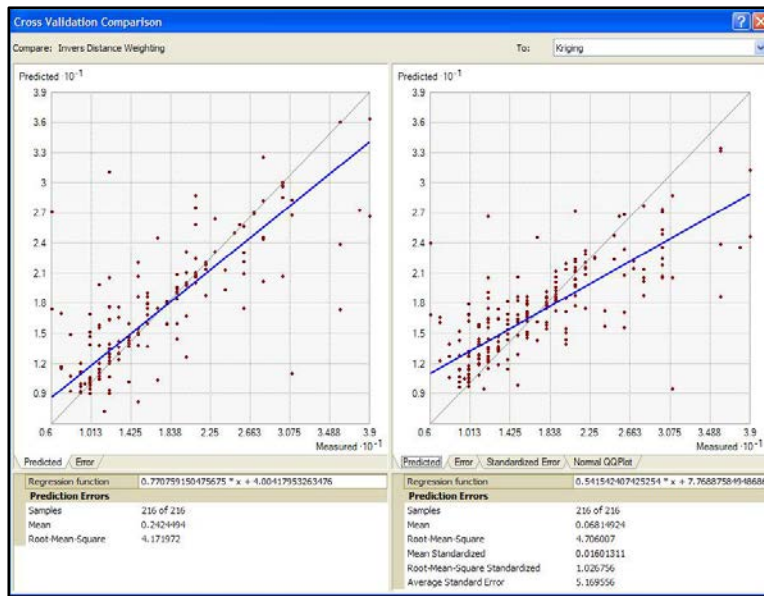 Cross Validation Comparison
Compare: Invers Distance Weighting
To: Kriging
Predicted ·10⁻¹
3.9
3.6
3.3
3
2.7
2.4
2.1
1.8
1.5
1.2
0.9
0.6 1.013 1.425 1.838 2.25 2.663 3.075 3.488 3.9
Measured ·10⁻¹
Predicted Error
Regression function 0.770759150475675 * x + 4.00417953263476
Prediction Errors
Samples 216 of 216
Mean 0.2424494
Root-Mean-Square 4.171972
Predicted ·10⁻¹
3.9
3.6
3.3
3
2.7
2.4
2.1
1.8
1.5
1.2
0.9
0.6 1.013 1.425 1.838 2.25 2.663 3.075 3.488 3.9
Measured ·10⁻¹
Predicted Error Standardized Error Normal QQPlot
Regression function 0.541542407425254 * x + 7.76887584948686
Prediction Errors
Samples 216 of 216
Mean 0.06814924
Root-Mean-Square 4.706007
Mean Standardized 0.01601311
Root-Mean-Square Standardized 1.026756
Average Standard Error 5.169556